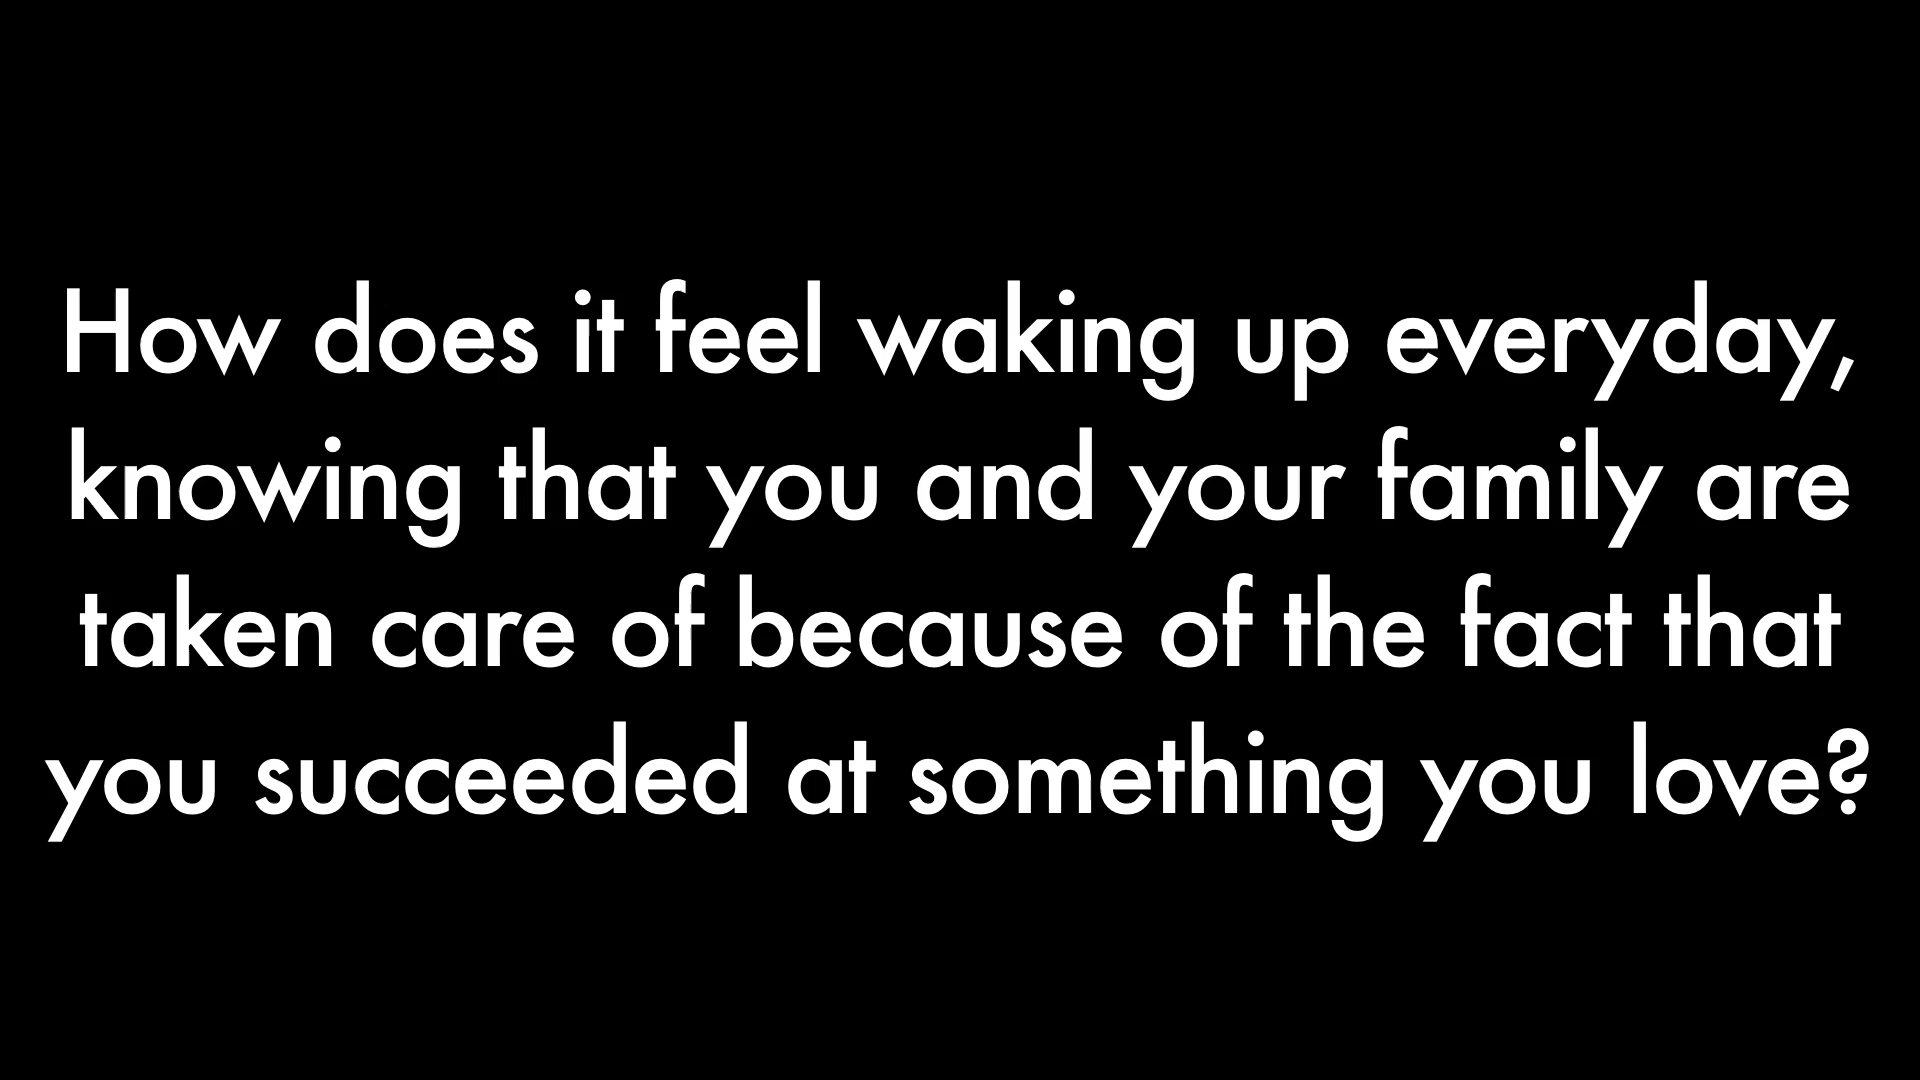 How does it feel waking up everyday,
knowing that you and your family are
taken care of because of the fact that
you succeeded at something you love?